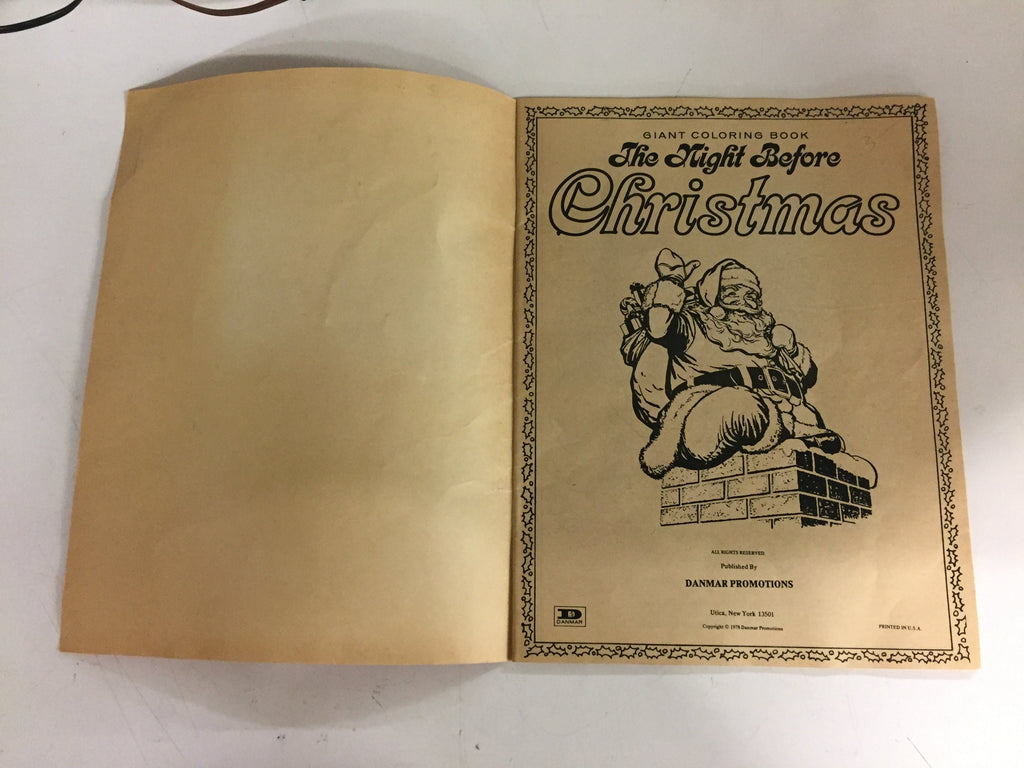 GIANT COLORING BOOK
The Night Before
Christmas
ALL RIGHTS RESERVED
Published By
DANMAR PROMOTIONS
Utica, New York 13501
Copyright © 1978 Danmar Promotions
D
DANMAR
PRINTED IN U.S.A.
3